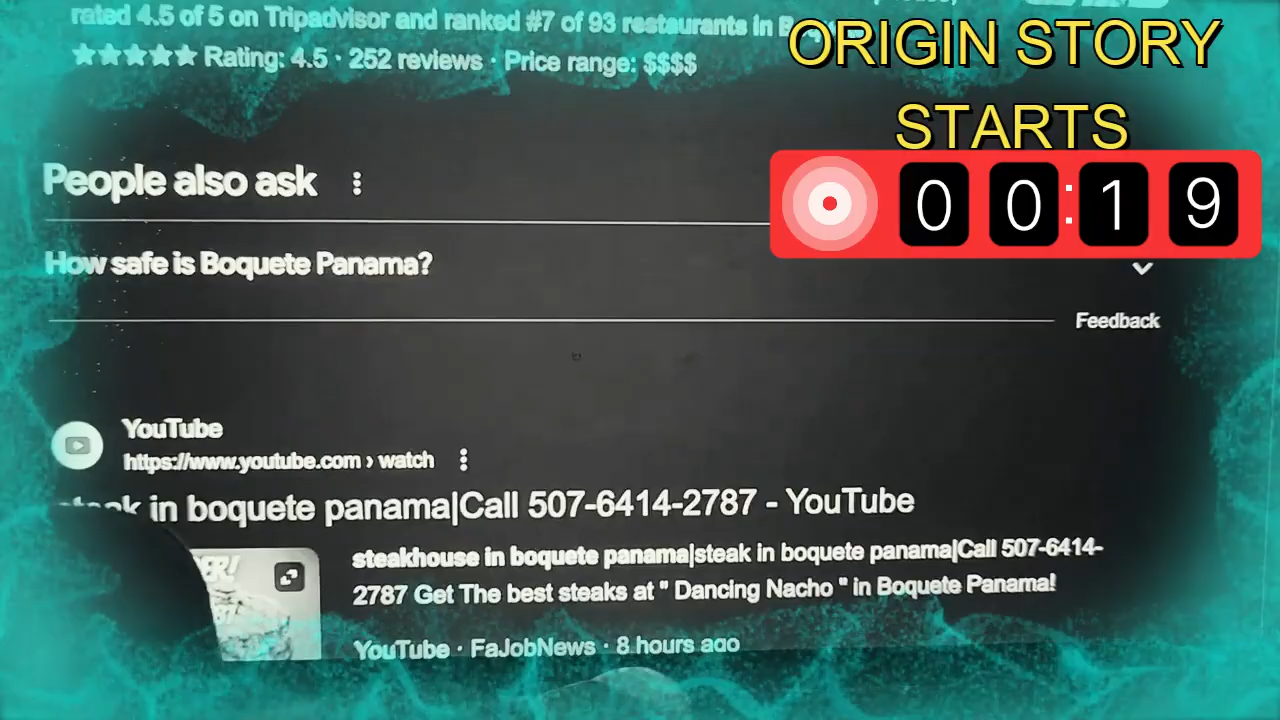 rated 4.5 of 5 on Tripadvisor and ranked #7 of 93 restaurants in
★★★★★ Rating: 4.5 · 252 reviews · Price range: $$$$
ORIGIN STORY
STARTS
00:19
People also ask
How safe is Boquete Panama?
Feedback
YouTube
https://www.youtube.com › watch
in boquete panama|Call 507-6414-2787 - YouTube
steakhouse in boquete panama|steak in boquete panama|Call 507-6414-
2787 Get The best steaks at " Dancing Nacho " in Boquete Panama!
YouTube · FaJobNews · 8 hours ago